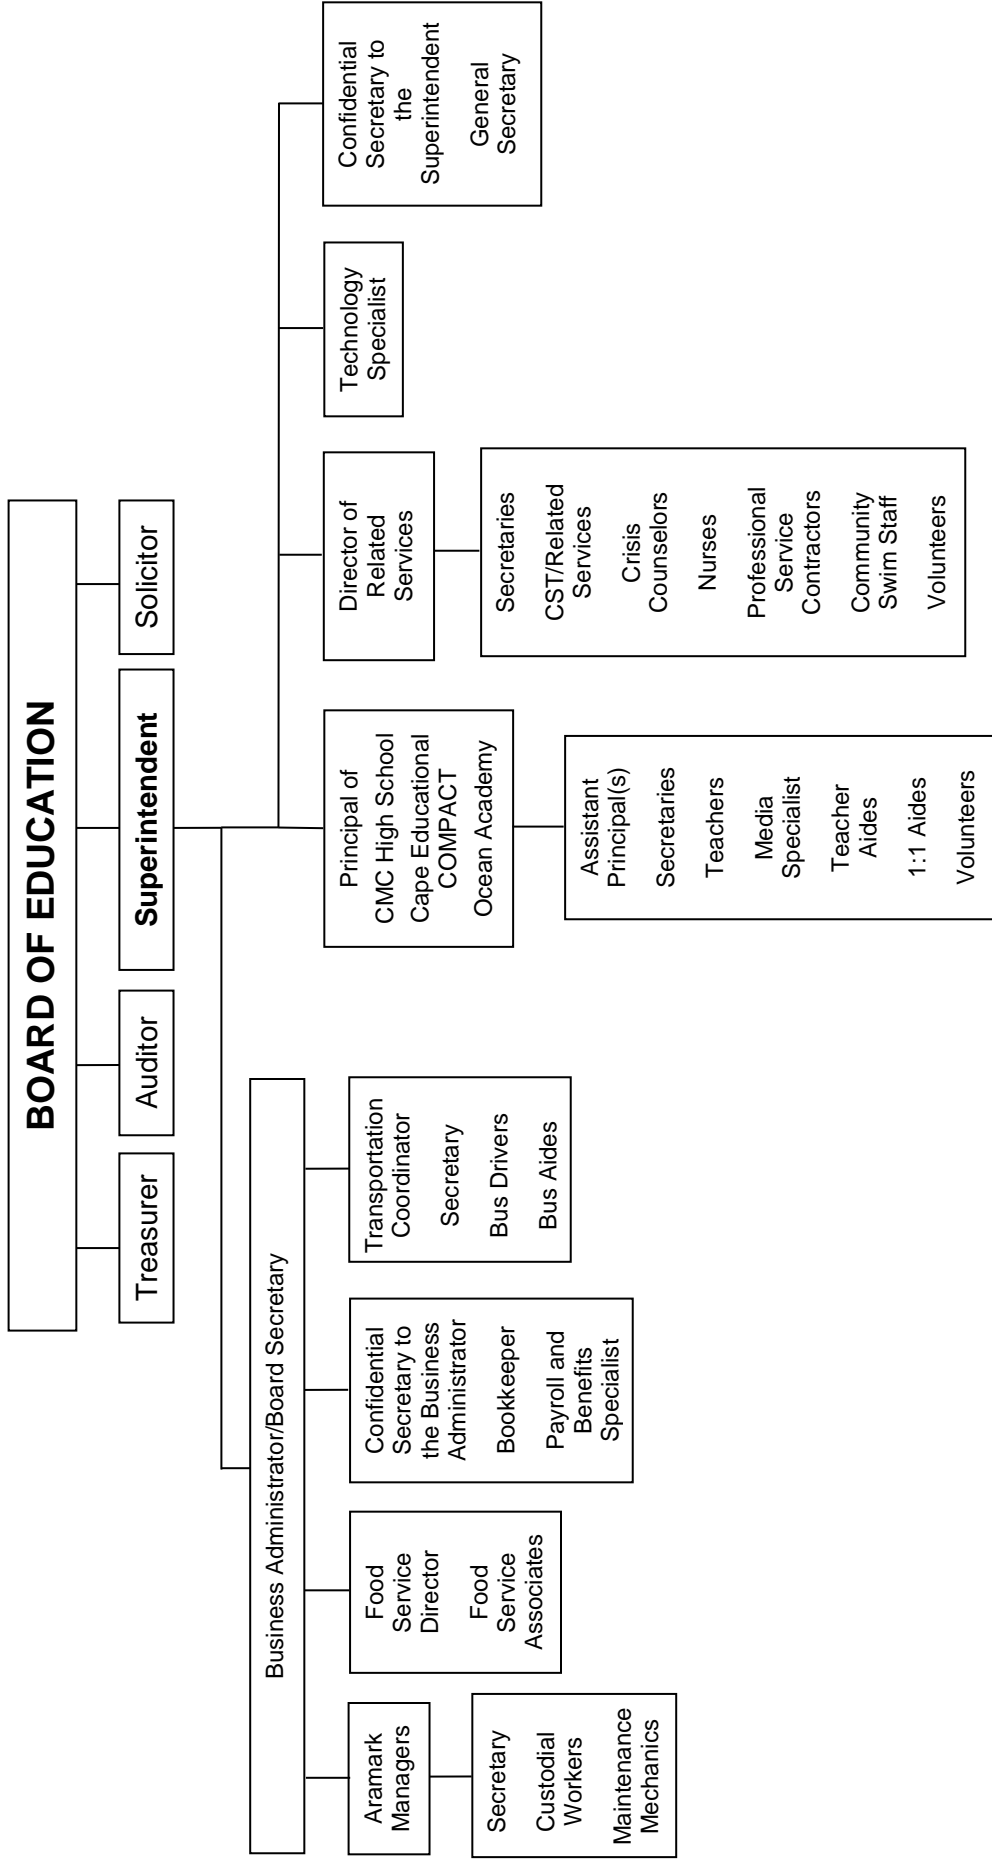 BOARD OF EDUCATION
Treasurer
Auditor
Superintendent
Solicitor
Business Administrator/Board Secretary
Aramark
Managers
Secretary
Custodial
Workers
Maintenance
Mechanics
Food
Service
Director
Food
Service
Associates
Confidential
Secretary to
the Business
Administrator
Bookkeeper
Payroll and
Benefits
Specialist
Transportation
Coordinator
Secretary
Bus Drivers
Bus Aides
Principal of
CMC High School
Cape Educational
COMPACT
Ocean Academy
Assistant
Principal(s)
Secretaries
Teachers
Media
Specialist
Teacher
Aides
1:1 Aides
Volunteers
Director of
Related
Services
Secretaries
CST/Related
Services
Crisis
Counselors
Nurses
Professional
Service
Contractors
Community
Swim Staff
Volunteers
Technology
Specialist
Confidential
Secretary to
the
Superintendent
General
Secretary